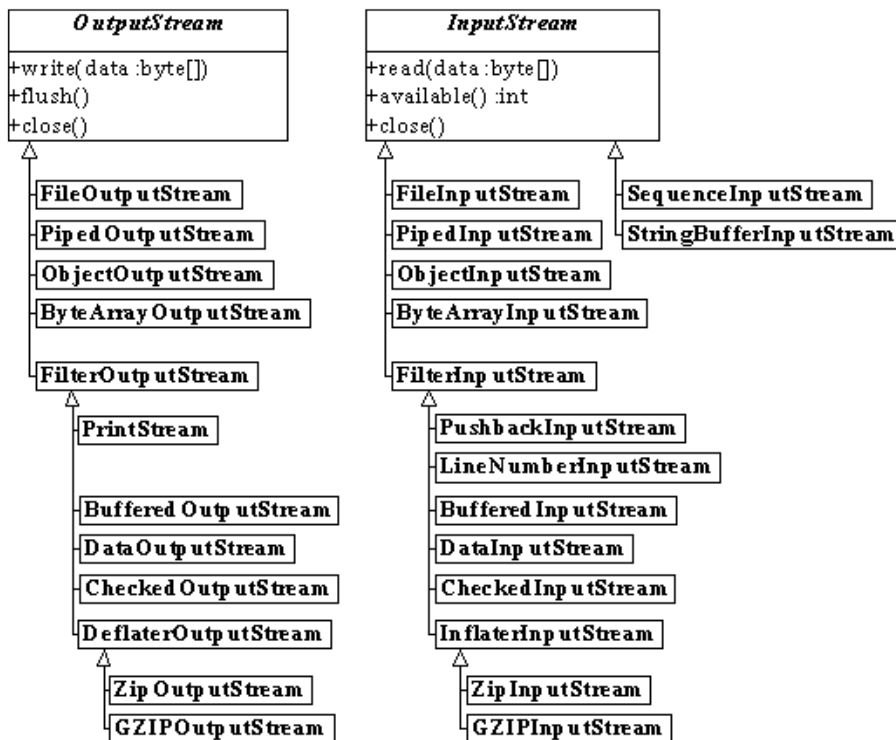 OutputStream
+write(data :byte[])
+flush()
+close()
FileOutputStream
PipedOutputStream
ObjectOutputStream
ByteArrayOutputStream
FilterOutputStream
PrintStream
BufferedOutputStream
DataOutputStream
CheckedOutputStream
DeflaterOutputStream
ZipOutputStream
GZIPOutputStream
InputStream
+read(data :byte[])
+available() :int
+close()
FileInputStream
PipedInputStream
ObjectInputStream
ByteArrayInputStream
FilterInputStream
PushbackInputStream
LineNumberInputStream
BufferedInputStream
DataInputStream
CheckedInputStream
InflaterInputStream
ZipInputStream
GZIPInputStream
SequenceInputStream
StringBufferInputStream